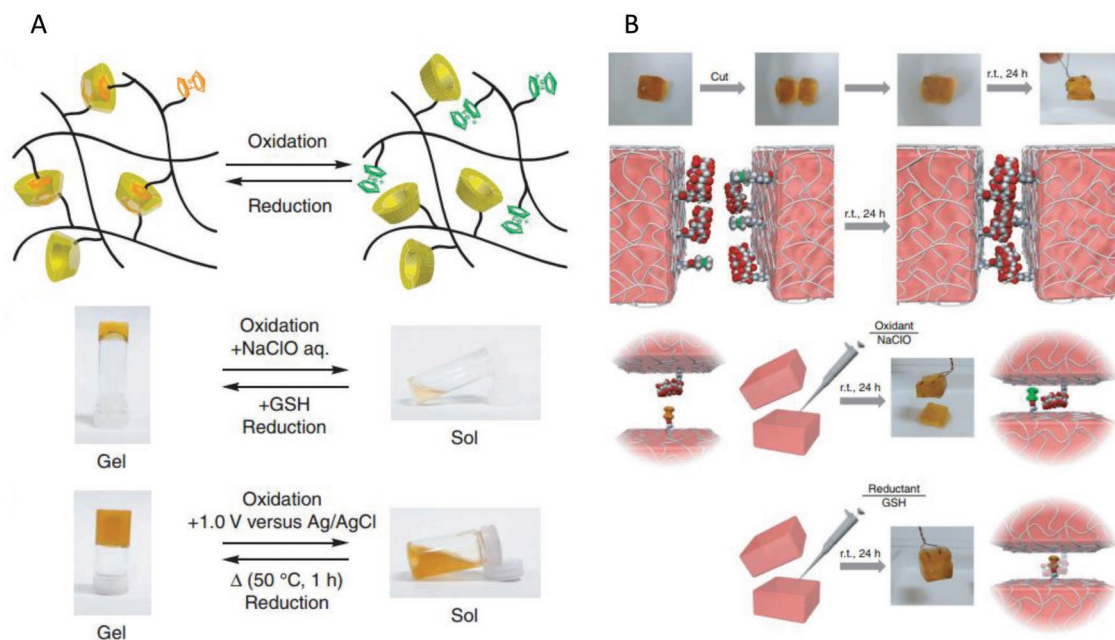 A
Oxidation
Reduction
Oxidation
+NaClO aq.
+GSH
Reduction
Gel
Sol
Oxidation
+1.0 V versus Ag/AgCl
Δ (50 °C, 1 h)
Reduction
Gel
Sol
B
Cut
r.t., 24 h
r.t., 24 h
Oxidant
NaClO
r.t., 24 h
Reductant
GSH
r.t., 24 h